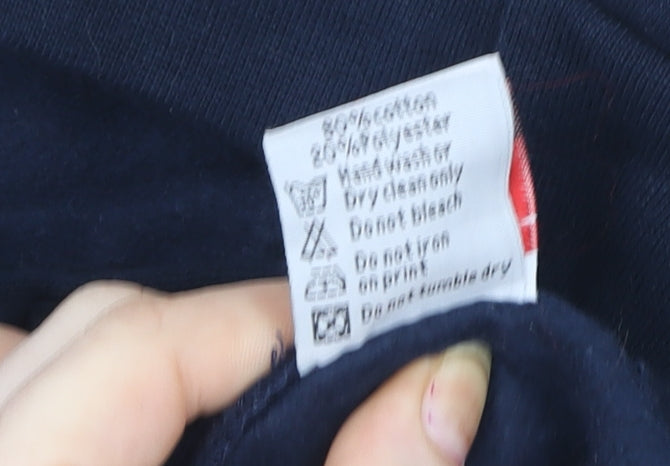 80%cotton
20%Polyester
Hand wash or
Dry clean only
Do not bleach
Do not iron
on print
Do not tumble dry